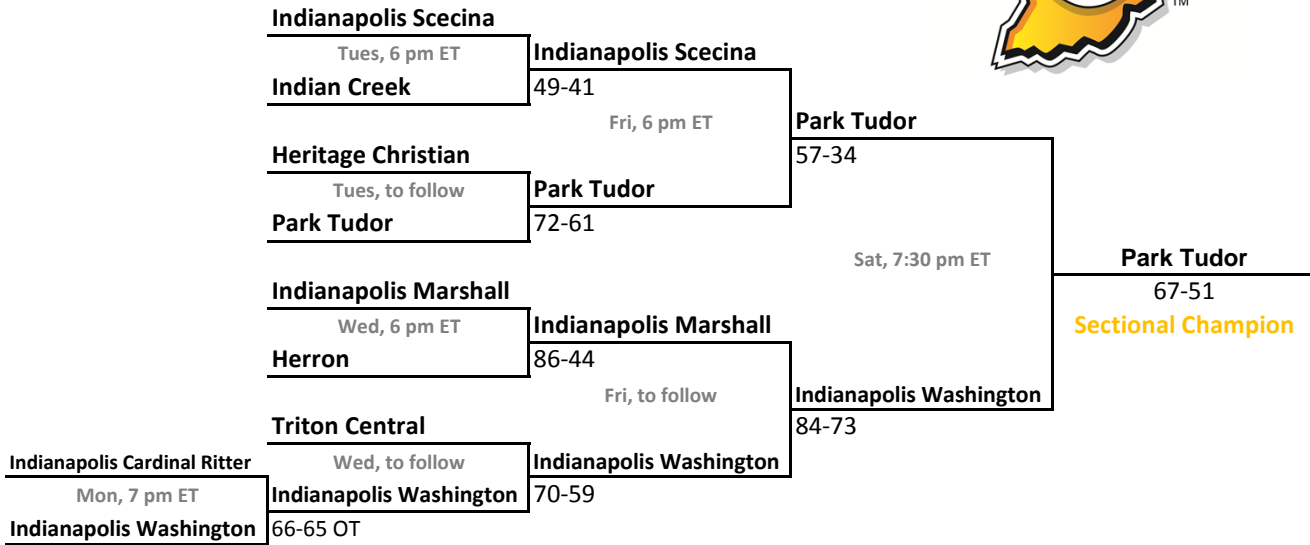 Indianapolis Scecina
TM
Tues, 6 pm ET
Indianapolis Scecina
Indian Creek
49-41
Fri, 6 pm ET
Park Tudor
Heritage Christian
57-34
Tues, to follow
Park Tudor
Park Tudor
72-61
Sat, 7:30 pm ET
Park Tudor
Indianapolis Marshall
67-51
Wed, 6 pm ET
Indianapolis Marshall
Sectional Champion
Herron
86-44
Fri, to follow
Indianapolis Washington
Triton Central
84-73
Indianapolis Cardinal Ritter
Wed, to follow
Indianapolis Washington
Mon, 7 pm ET
Indianapolis Washington
70-59
Indianapolis Washington
66-65 OT